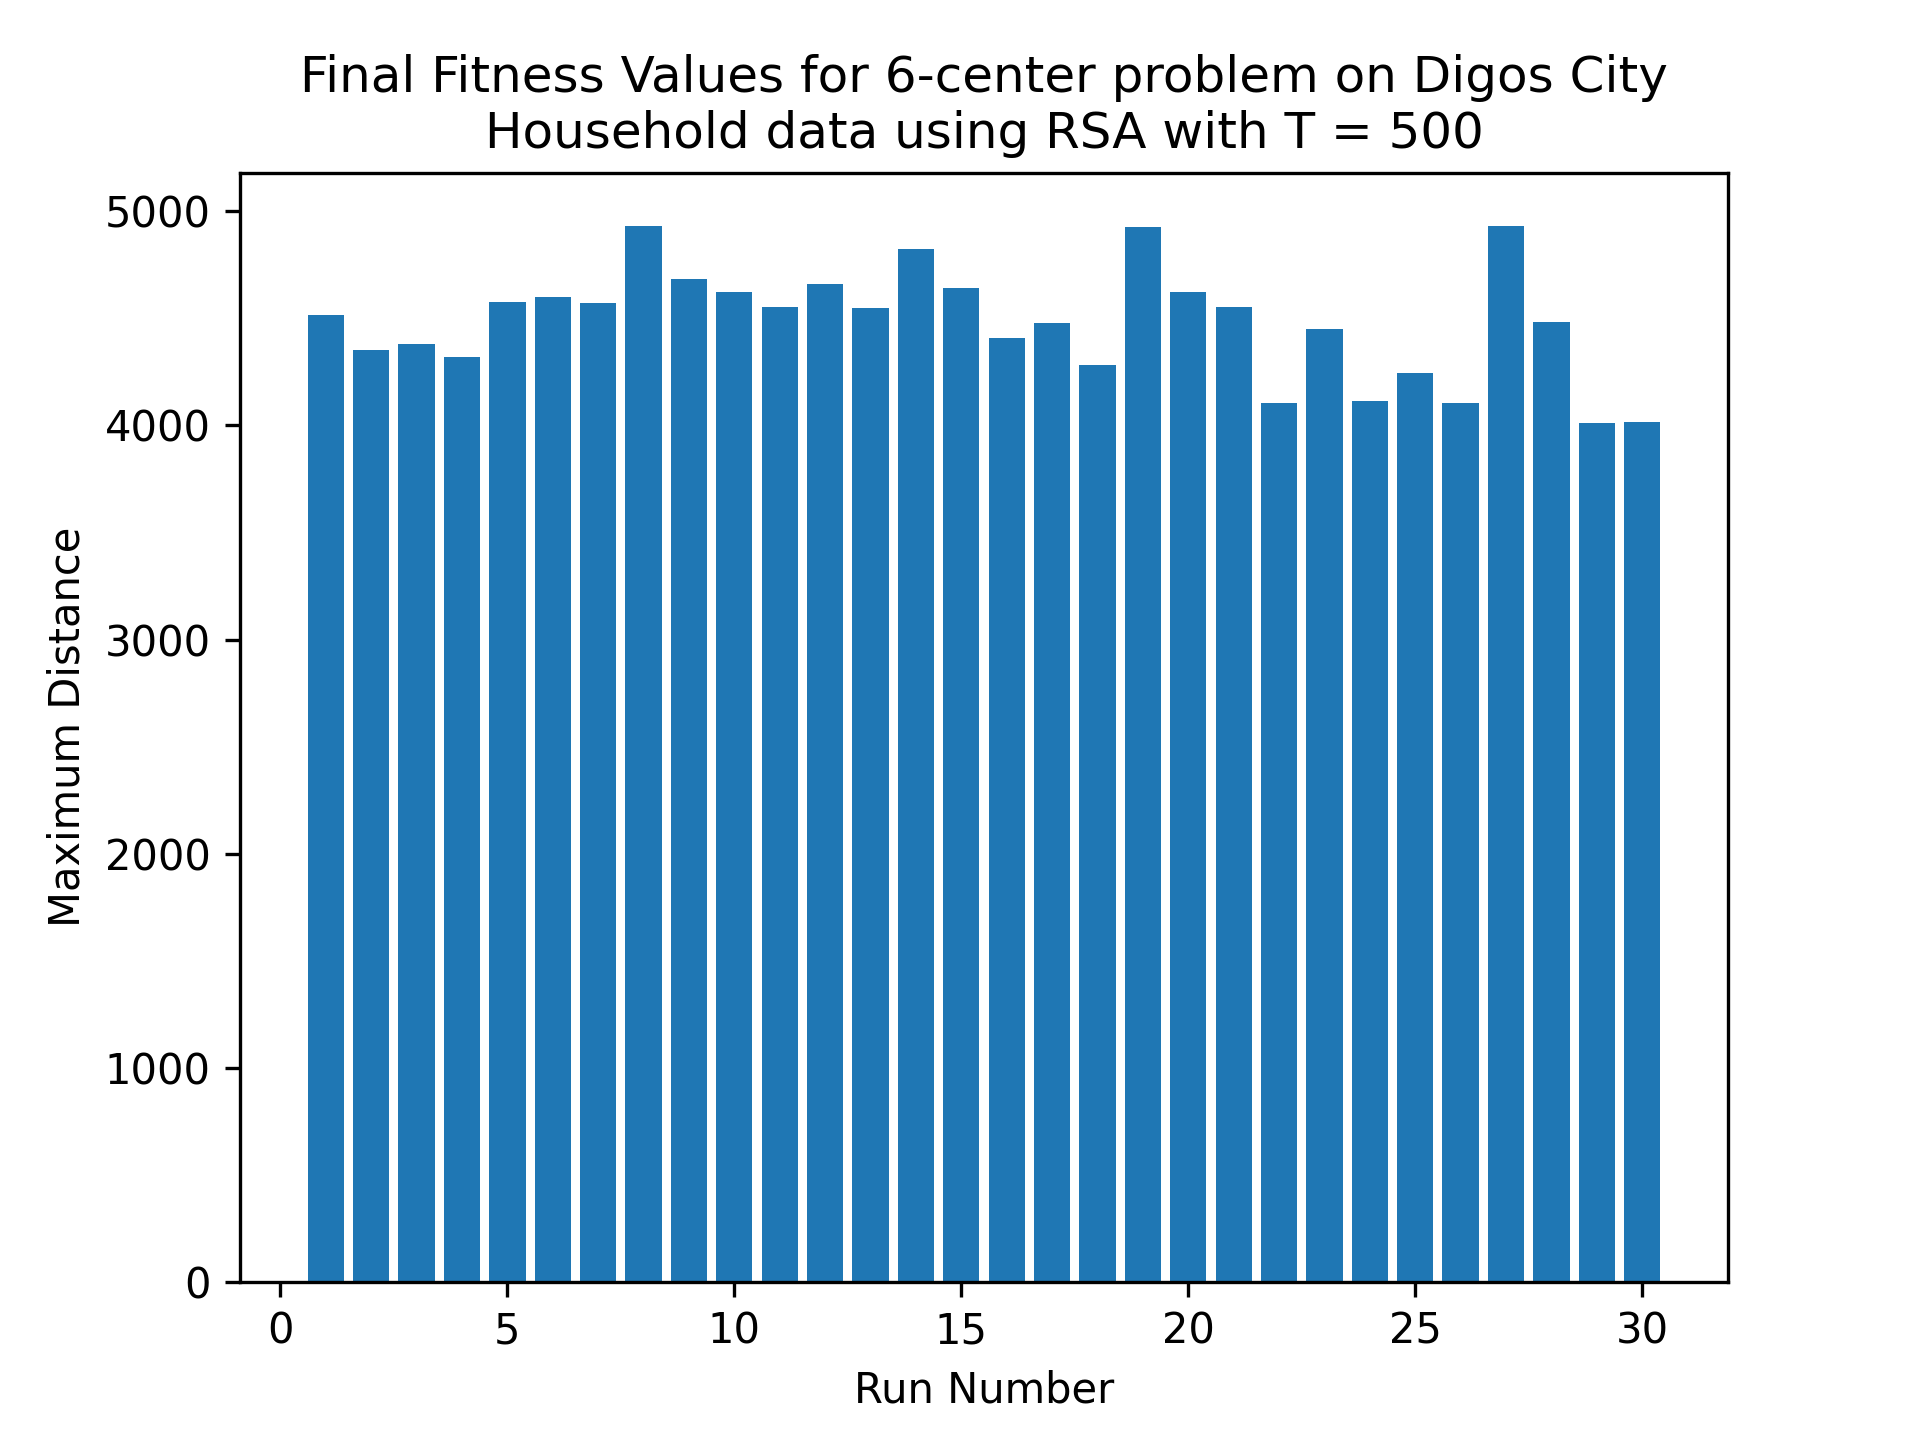 Final Fitness Values for 6-center problem on Digos City
Household data using RSA with T = 500
5000
4000
3000
2000
1000
0
Maximum Distance
0 5 10 15 20 25 30
Run Number